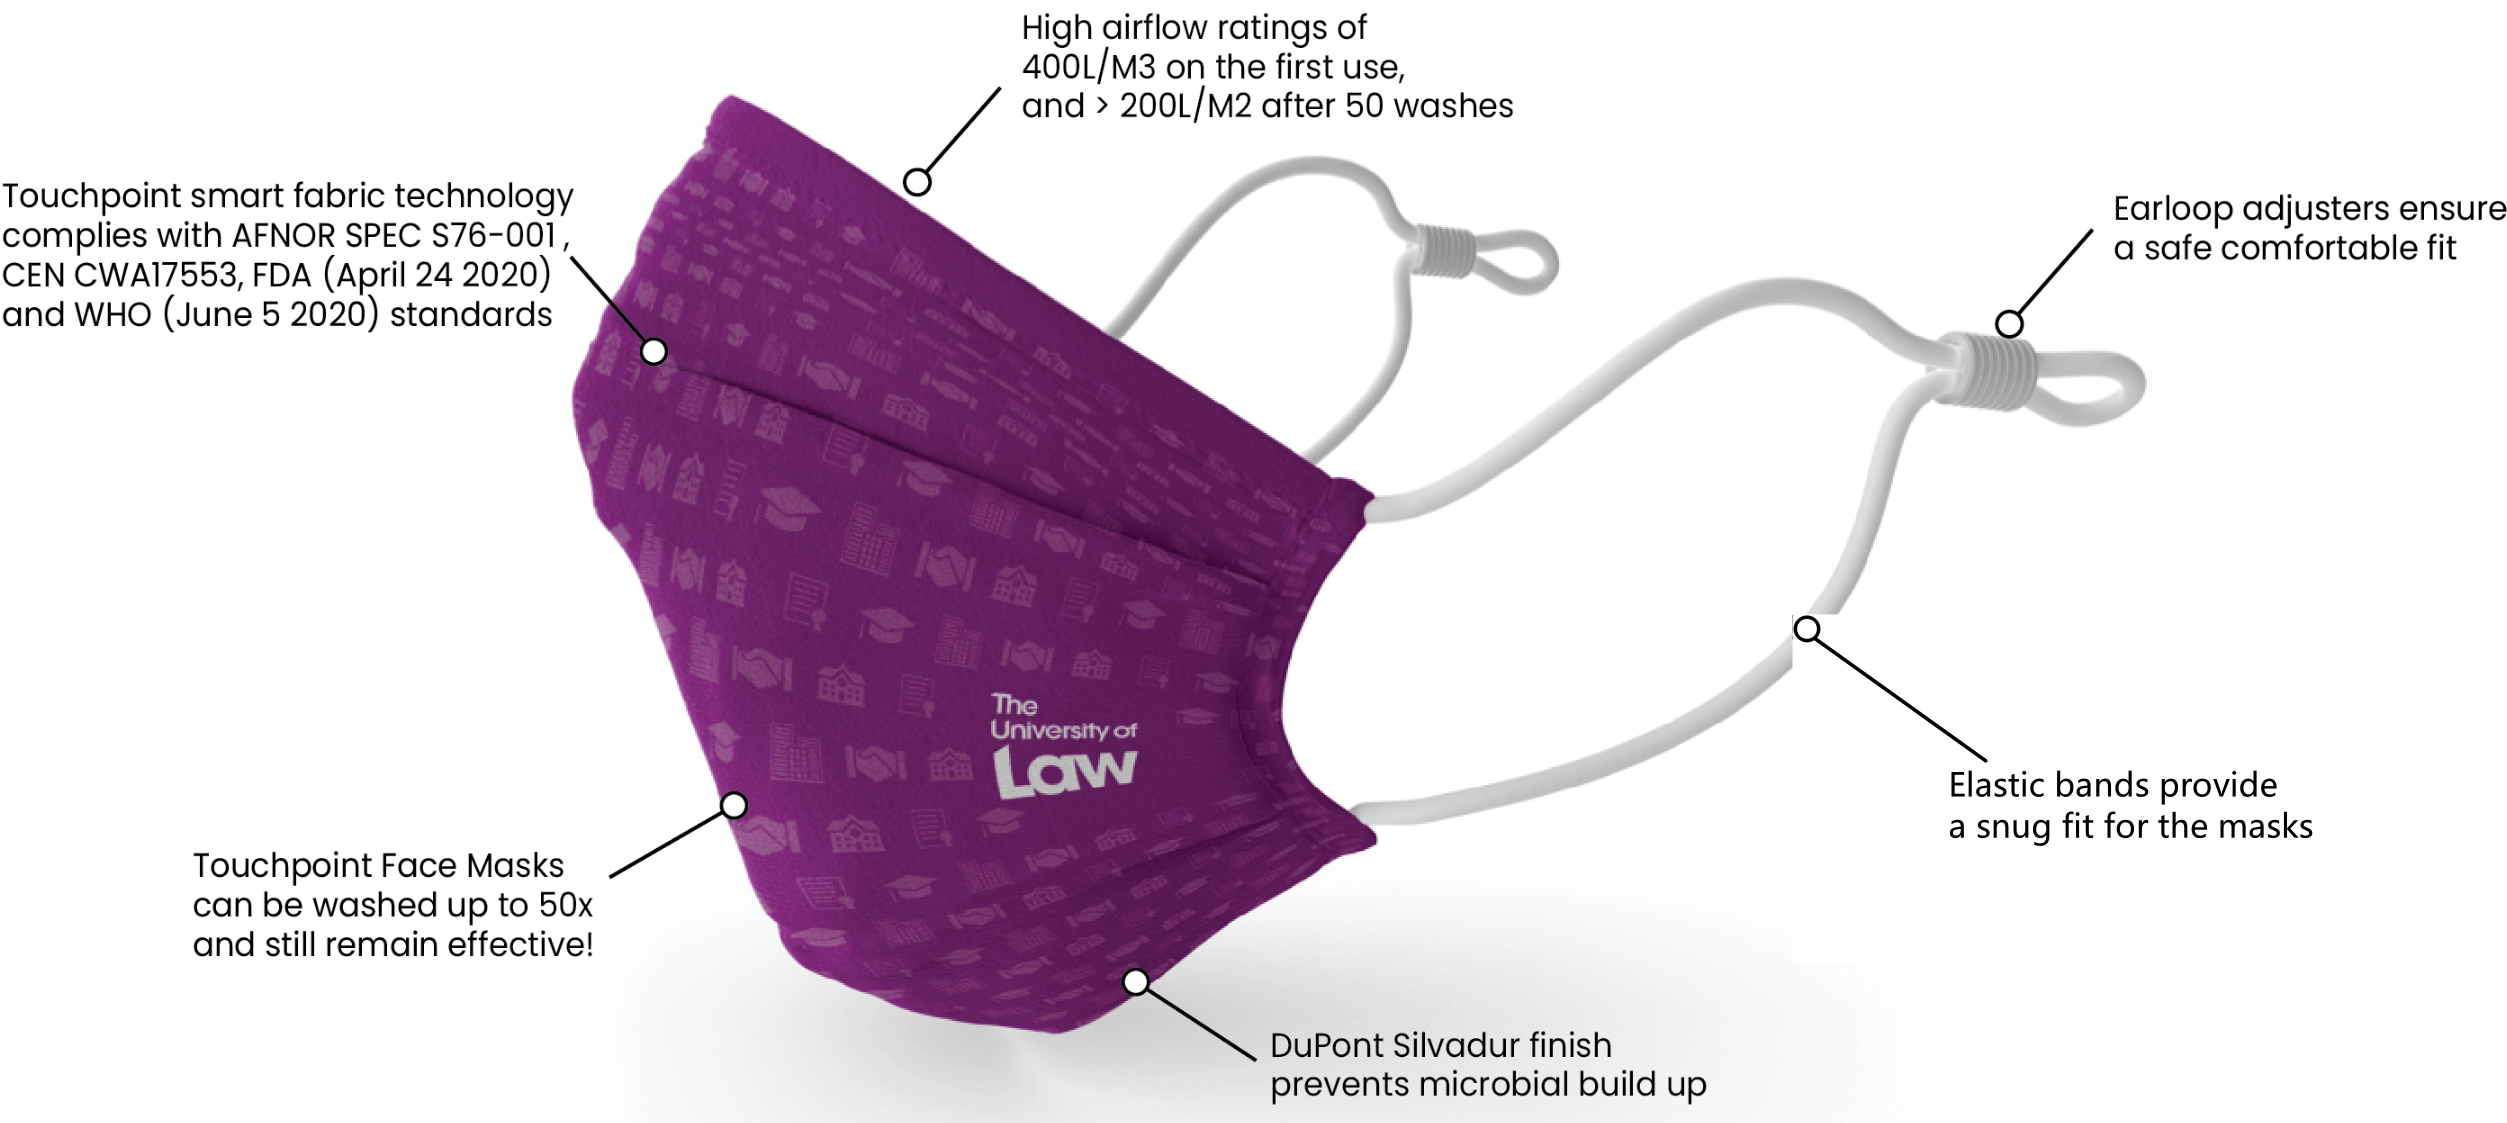 High airflow ratings of
400L/M3 on the first use,
and > 200L/M2 after 50 washes
Touchpoint smart fabric technology
complies with AFNOR SPEC S76-001 ,
CEN CWA17553, FDA (April 24 2020)
and WHO (June 5 2020) standards
Earloop adjusters ensure
a safe comfortable fit
The
University of
Law
Elastic bands provide
a snug fit for the masks
Touchpoint Face Masks
can be washed up to 50x
and still remain effective!
DuPont Silvadur finish
prevents microbial build up